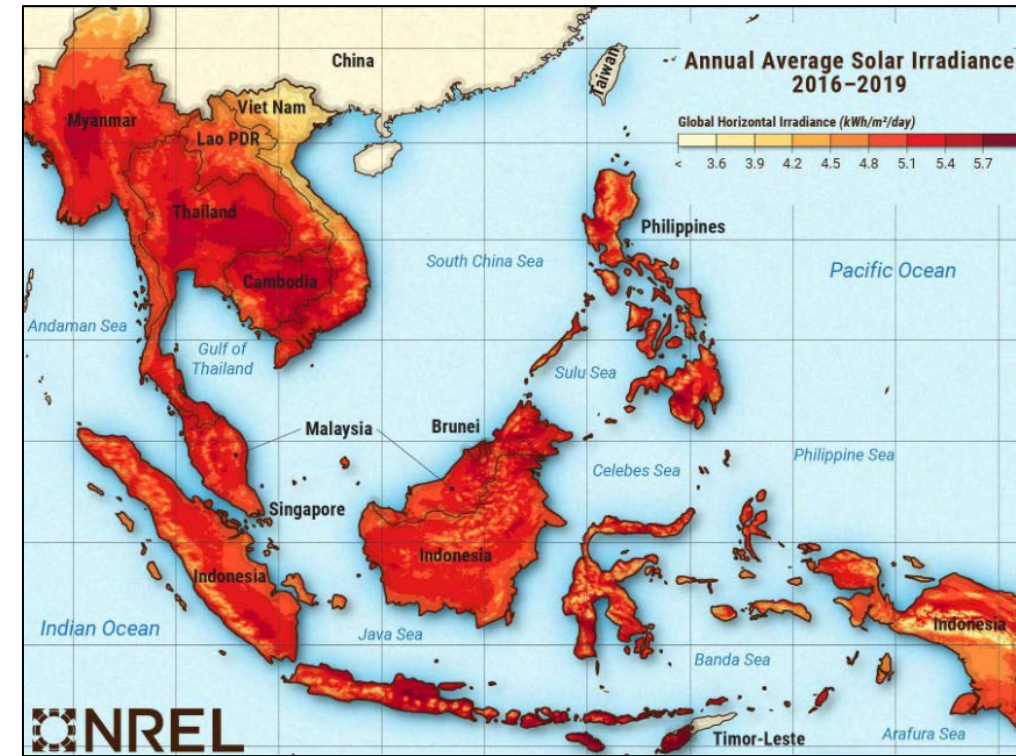 Annual Average Solar Irradiance
2016–2019
Global Horizontal Irradiance (kWh/m²/day)
< 3.6 3.9 4.2 4.5 4.8 5.1 5.4 5.7
China
Taiwan
Viet Nam
Myanmar
Lao PDR
Thailand
Philippines
South China Sea
Pacific Ocean
Cambodia
Andaman Sea
Gulf of
Thailand
Sulu Sea
Malaysia
Brunei
Philippine Sea
Celebes Sea
Singapore
Indonesia
Indonesia
Indonesia
Indian Ocean
Java Sea
Banda Sea
NREL
Timor-Leste
Arafura Sea